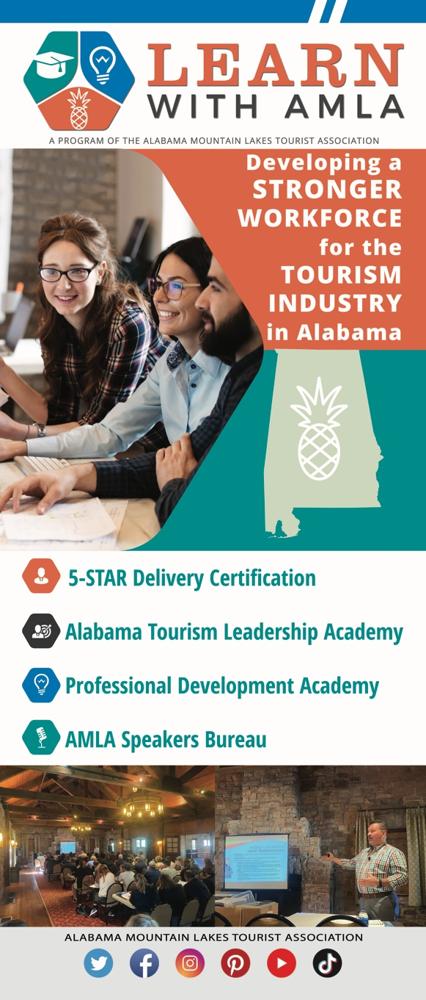 LEARN
WITH AMLA
A PROGRAM OF THE ALABAMA MOUNTAIN LAKES TOURIST ASSOCIATION
Developing a
STRONGER
WORKFORCE
for the
TOURISM
INDUSTRY
in Alabama
5-STAR Delivery Certification
Alabama Tourism Leadership Academy
Professional Development Academy
AMLA Speakers Bureau
ALABAMA MOUNTAIN LAKES TOURIST ASSOCIATION